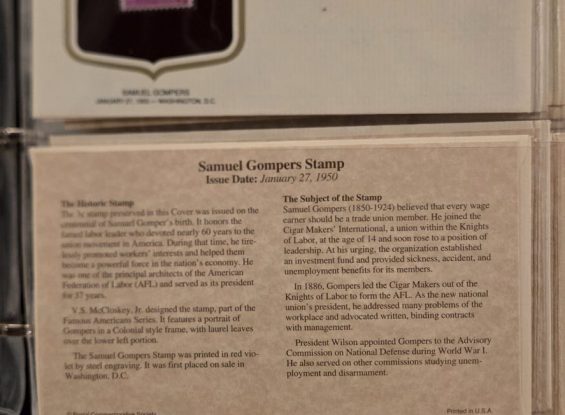 SAMUEL GOMPERS
JANUARY 27, 1950 — WASHINGTON, D.C.
Samuel Gompers Stamp
Issue Date: January 27, 1950
The Historic Stamp
The 3c stamp preserved in this Cover was issued on the
centennial of Samuel Gomper's birth. It honors the
famed labor leader who devoted nearly 60 years to the
union movement in America. During that time, he tire-
lessly promoted workers' interests and helped them
become a powerful force in the nation's economy. He
was one of the principal architects of the American
Federation of Labor (AFL) and served as its president
for 37 years.
V.S. McCloskey, Jr. designed the stamp, part of the
Famous Americans Series. It features a portrait of
Gompers in a Colonial style frame, with laurel leaves
over the lower left portion.
The Samuel Gompers Stamp was printed in red vio-
let by steel engraving. It was first placed on sale in
Washington, D.C.
The Subject of the Stamp
Samuel Gompers (1850-1924) believed that every wage
earner should be a trade union member. He joined the
Cigar Makers' International, a union within the Knights
of Labor, at the age of 14 and soon rose to a position of
leadership. At his urging, the organization established
an investment fund and provided sickness, accident, and
unemployment benefits for its members.
In 1886, Gompers led the Cigar Makers out of the
Knights of Labor to form the AFL. As the new national
union's president, he addressed many problems of the
workplace and advocated written, binding contracts
with management.
President Wilson appointed Gompers to the Advisory
Commission on National Defense during World War I.
He also served on other commissions studying unem-
ployment and disarmament.
Printed in U.S.A.